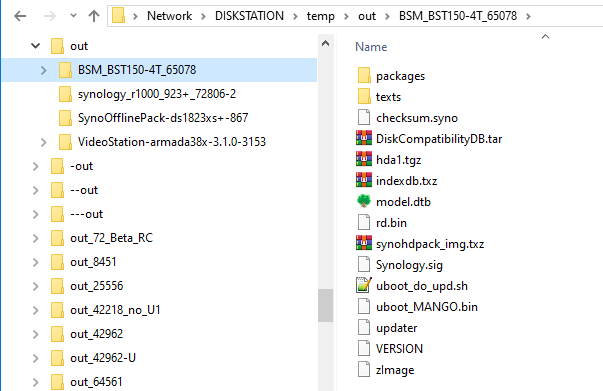 Network > DISKSTATION > temp > out > BSM_BST150-4T_65078 >
out
BSM_BST150-4T_65078
synology_r1000_923+_72806-2
SynoOfflinePack-ds1823xs+-867
VideoStation-armada38x-3.1.0-3153
-out
--out
---out
out_72_Beta_RC
out_8451
out_25556
out_42218_no_U1
out_42962
out_42962-U
out_64561
Name
packages
texts
checksum.syno
DiskCompatibilityDB.tar
hda1.tgz
indexdb.txz
model.dtb
rd.bin
synohdpack_img.txz
Synology.sig
uboot_do_upd.sh
uboot_MANGO.bin
updater
VERSION
zImage